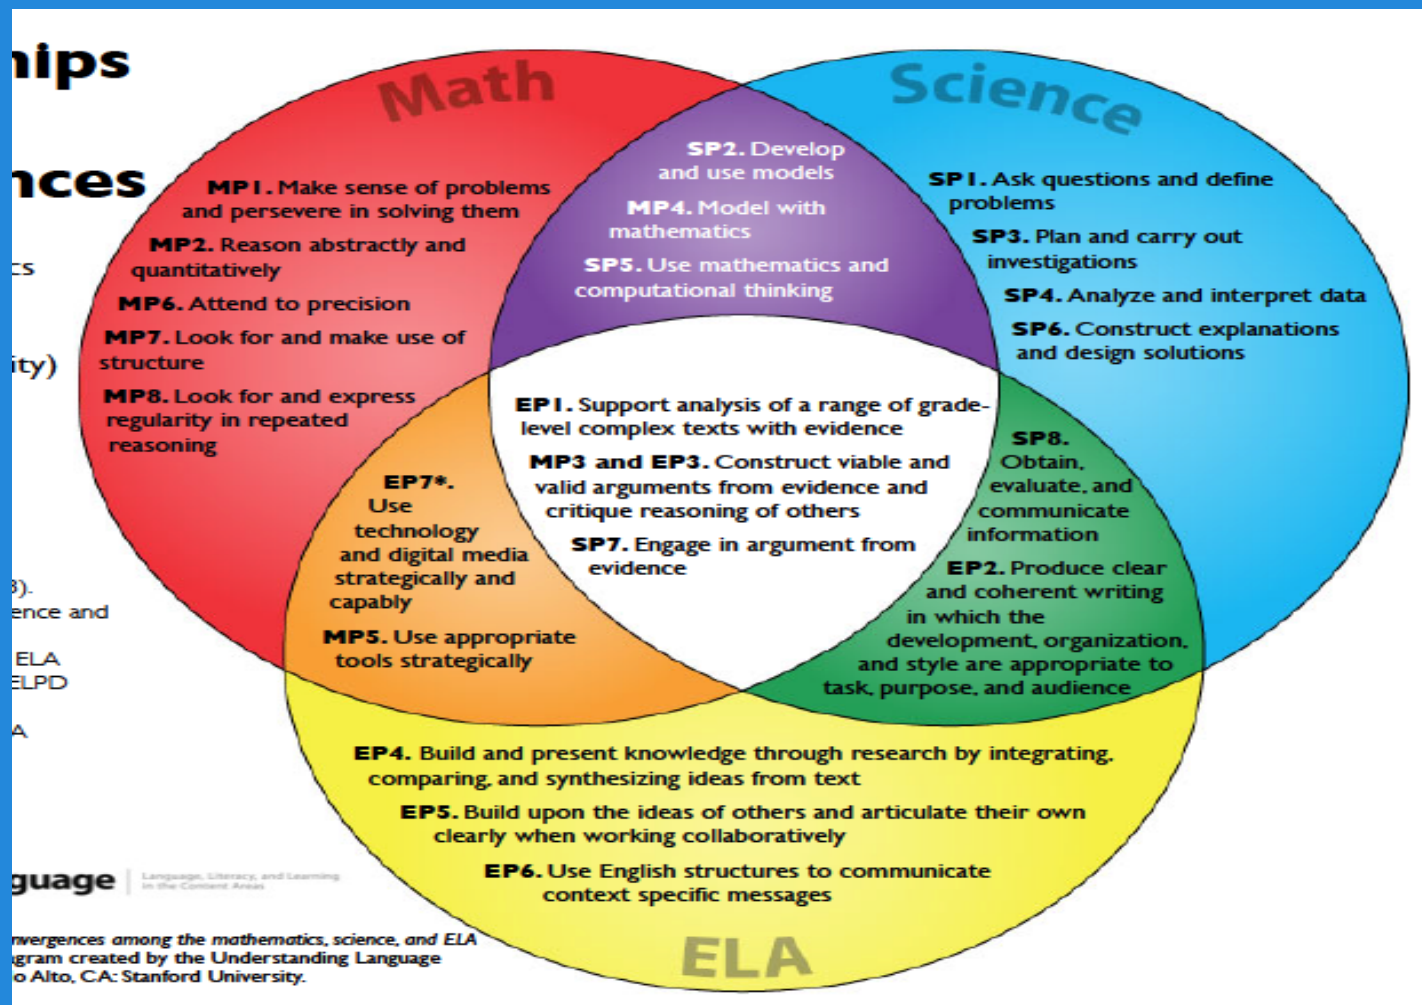 hips
Math
Science
nces
SP2. Develop
and use models
MP4. Model with
mathematics
SP5. Use mathematics and
computational thinking
MP1. Make sense of problems
and persevere in solving them
MP2. Reason abstractly and
quantitatively
MP6. Attend to precision
MP7. Look for and make use of
structure
MP8. Look for and express
regularity in repeated
reasoning
SP1. Ask questions and define
problems
SP3. Plan and carry out
investigations
SP4. Analyze and interpret data
SP6. Construct explanations
and design solutions
cs
ity)
EP1. Support analysis of a range of grade-
level complex texts with evidence
MP3 and EP3. Construct viable and
valid arguments from evidence and
critique reasoning of others
SP7. Engage in argument from
evidence
EP7*.
Use
technology
and digital media
strategically and
capably
MP5. Use appropriate
tools strategically
SP8.
Obtain,
evaluate, and
communicate
information
EP2. Produce clear
and coherent writing
in which the
development, organization,
and style are appropriate to
task, purpose, and audience
3).
ence and
ELA
ELPD
A
EP4. Build and present knowledge through research by integrating,
comparing, and synthesizing ideas from text
EP5. Build upon the ideas of others and articulate their own
clearly when working collaboratively
EP6. Use English structures to communicate
context specific messages
ELA
guage
Language, Literacy, and Learning
in the Content Areas
nvergences among the mathematics, science, and ELA
gram created by the Understanding Language
o Alto, CA: Stanford University.